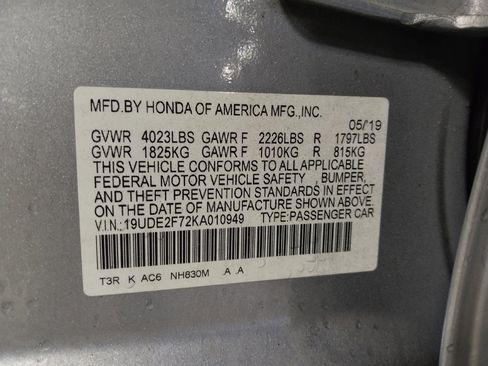 MFD.BY HONDA OF AMERICA MFG.,INC.
05/'19
GVWR 4023LBS GAWR F 2226LBS R 1797LBS
GVWR 1825KG GAWR F 1010KG R 815KG
THIS VEHICLE CONFORMS TO ALL APPLICABLE
FEDERAL MOTOR VEHICLE SAFETY , BUMPER,
AND THEFT PREVENTION STANDARDS IN EFFECT
ON THE DATE OF MANUFACTURE SHOWN ABOVE.
V.I.N:19UDE2F72KA010949 TYPE:PASSENGER CAR
T3R K AC6 NH830M A A